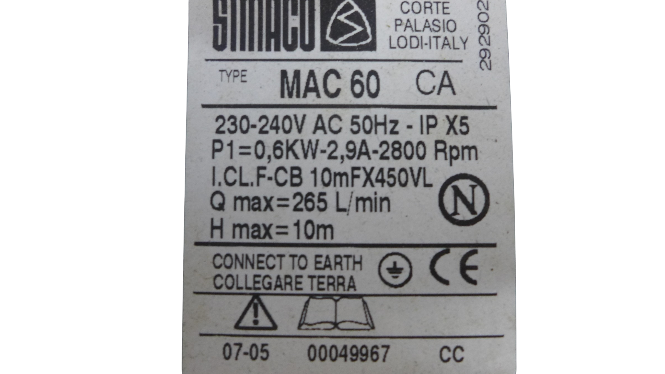 SIMACO
CORTE
PALASIO
LODI-ITALY
292902
TYPE MAC 60 CA
230-240V AC 50Hz - IP X5
P1=0,6KW-2,9A-2800 Rpm
I.CL.F-CB 10mFX450VL
Q max=265 L/min
N
H max=10m
CONNECT TO EARTH
COLLEGARE TERRA
CE
07-05 00049967 CC